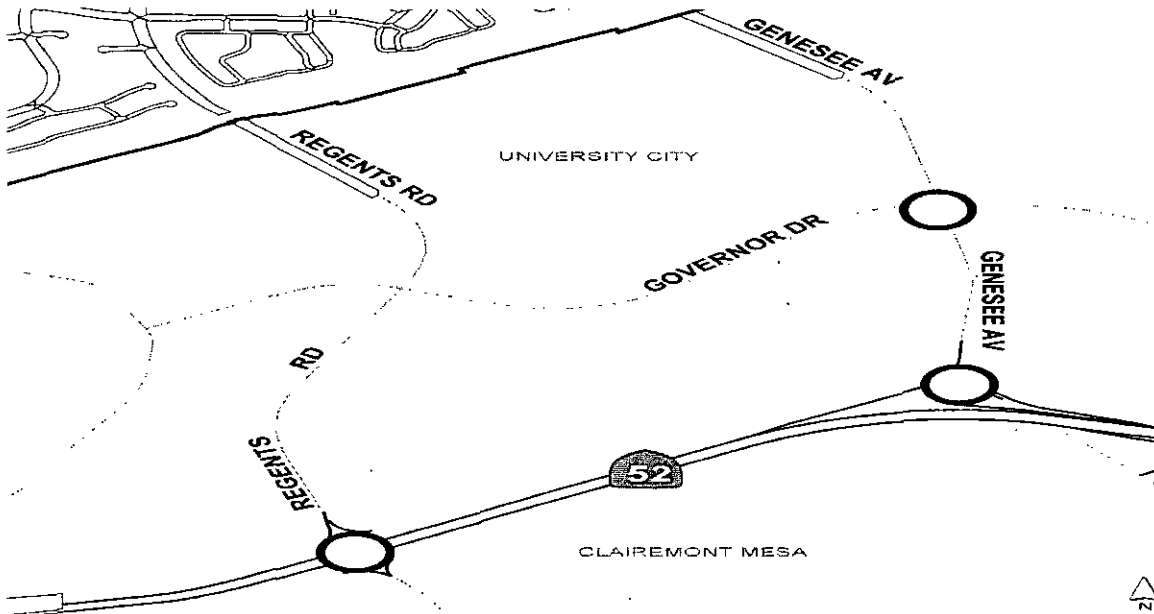 GENESEE AV
REGENTS RD
UNIVERSITY CITY
GOVERNOR DR
GENESEE AV
RD
REGENTS
52
CLAIREMONT MESA
N